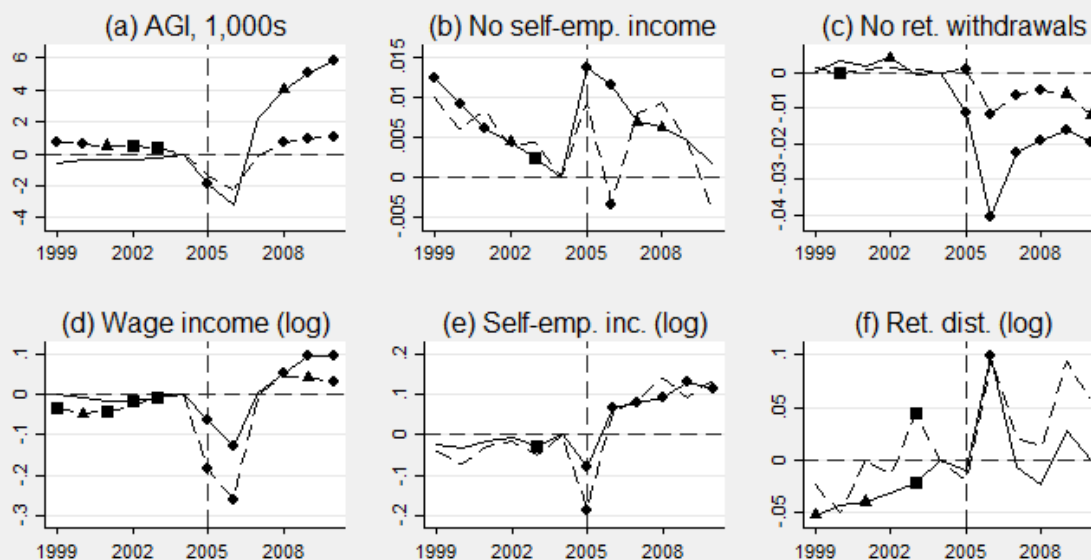 (a) AGI, 1,000s
6
4
2
0
-2
-4
1999 2002 2005 2008
(b) No self-emp. income
.015
.01
.005
0
-.005
1999 2002 2005 2008
(c) No ret. withdrawals
0
-.01
-.02
-.03
-.04
1999 2002 2005 2008
(d) Wage income (log)
.1
0
-.1
-.2
-.3
1999 2002 2005 2008
(e) Self-emp. inc. (log)
.2
.1
0
-.1
-.2
1999 2002 2005 2008
(f) Ret. dist. (log)
.1
.05
0
-.05
1999 2002 2005 2008